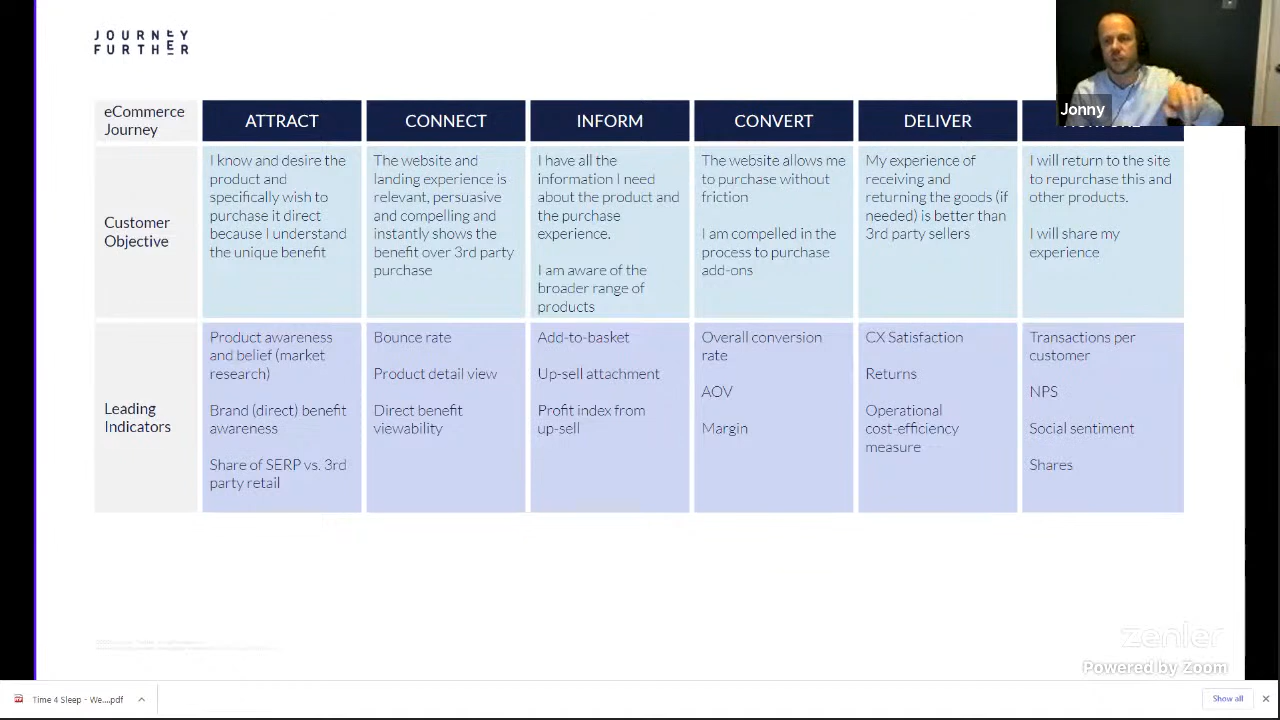 JOURNEY
FURTHER
Jonny
eCommerce
Journey
ATTRACT
CONNECT
INFORM
CONVERT
DELIVER
Customer
Objective
I know and desire the
product and
specifically wish to
purchase it direct
because I understand
the unique benefit
The website and
landing experience is
relevant, persuasive
and compelling and
instantly shows the
benefit over 3rd party
purchase
I have all the
information I need
about the product and
the purchase
experience.
I am aware of the
broader range of
products
The website allows me
to purchase without
friction
I am compelled in the
process to purchase
add-ons
My experience of
receiving and
returning the goods (if
needed) is better than
3rd party sellers
I will return to the site
to repurchase this and
other products.
I will share my
experience
Leading
Indicators
Product awareness
and belief (market
research)
Brand (direct) benefit
awareness
Share of SERP vs. 3rd
party retail
Bounce rate
Product detail view
Direct benefit
viewability
Add-to-basket
Up-sell attachment
Profit index from
up-sell
Overall conversion
rate
AOV
Margin
CX Satisfaction
Returns
Operational
cost-efficiency
measure
Transactions per
customer
NPS
Social sentiment
Shares
zenler
Powered by Zoom
Time 4 Sleep - We....pdf
Show all